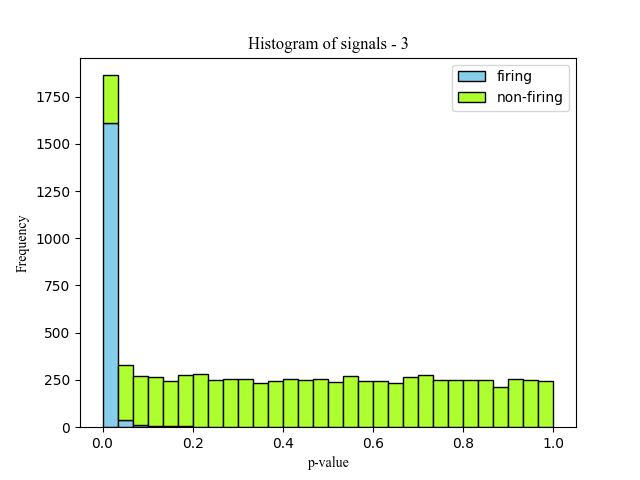 Histogram of signals - 3
firing
non-firing
Frequency
1750
1500
1250
1000
750
500
250
0
0.0 0.2 0.4 0.6 0.8 1.0
p-value